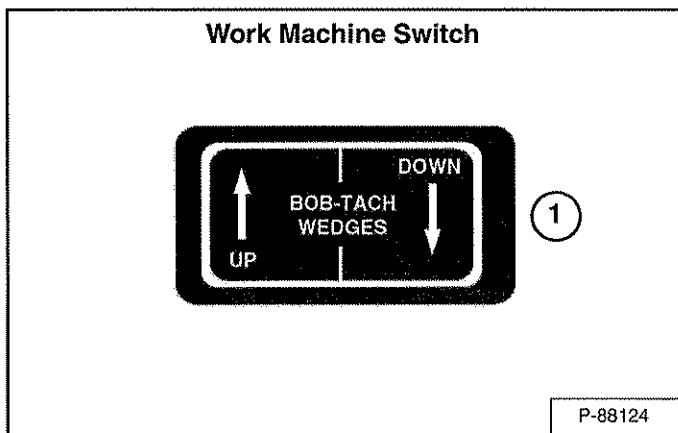 Work Machine Switch
DOWN
BOB-TACH
WEDGES
UP
1
P-88124